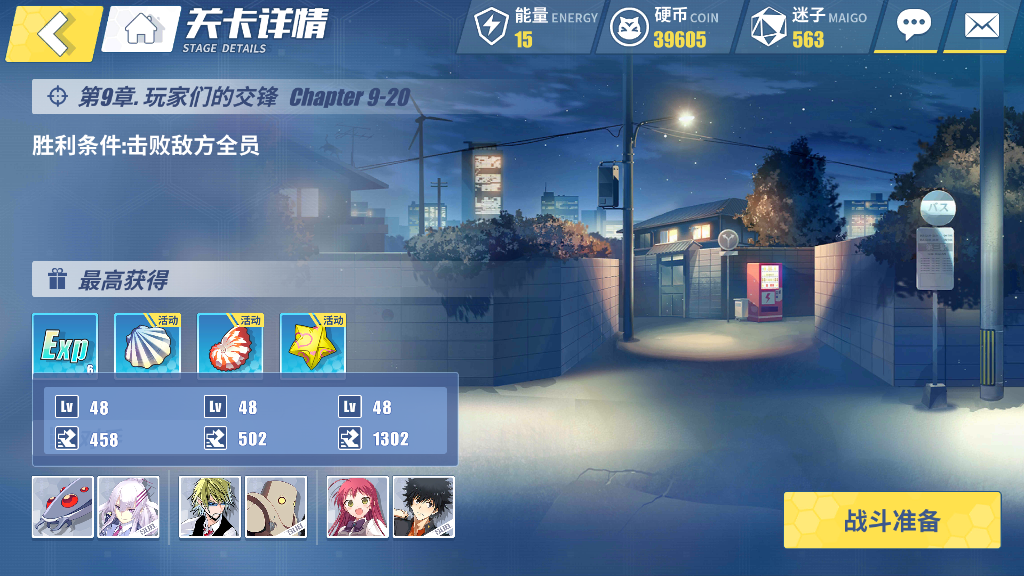 关卡详情
STAGE DETAILS
能量 ENERGY
15
硬币 COIN
39605
迷子 MAIGO
563
第9章. 玩家们的交锋 Chapter 9-20
胜利条件:击败敌方全员
バス
最高获得
活动 活动 活动
Exp
6
Lv 48 Lv 48 Lv 48
458 502 1302
SUB SUB SUB
战斗准备